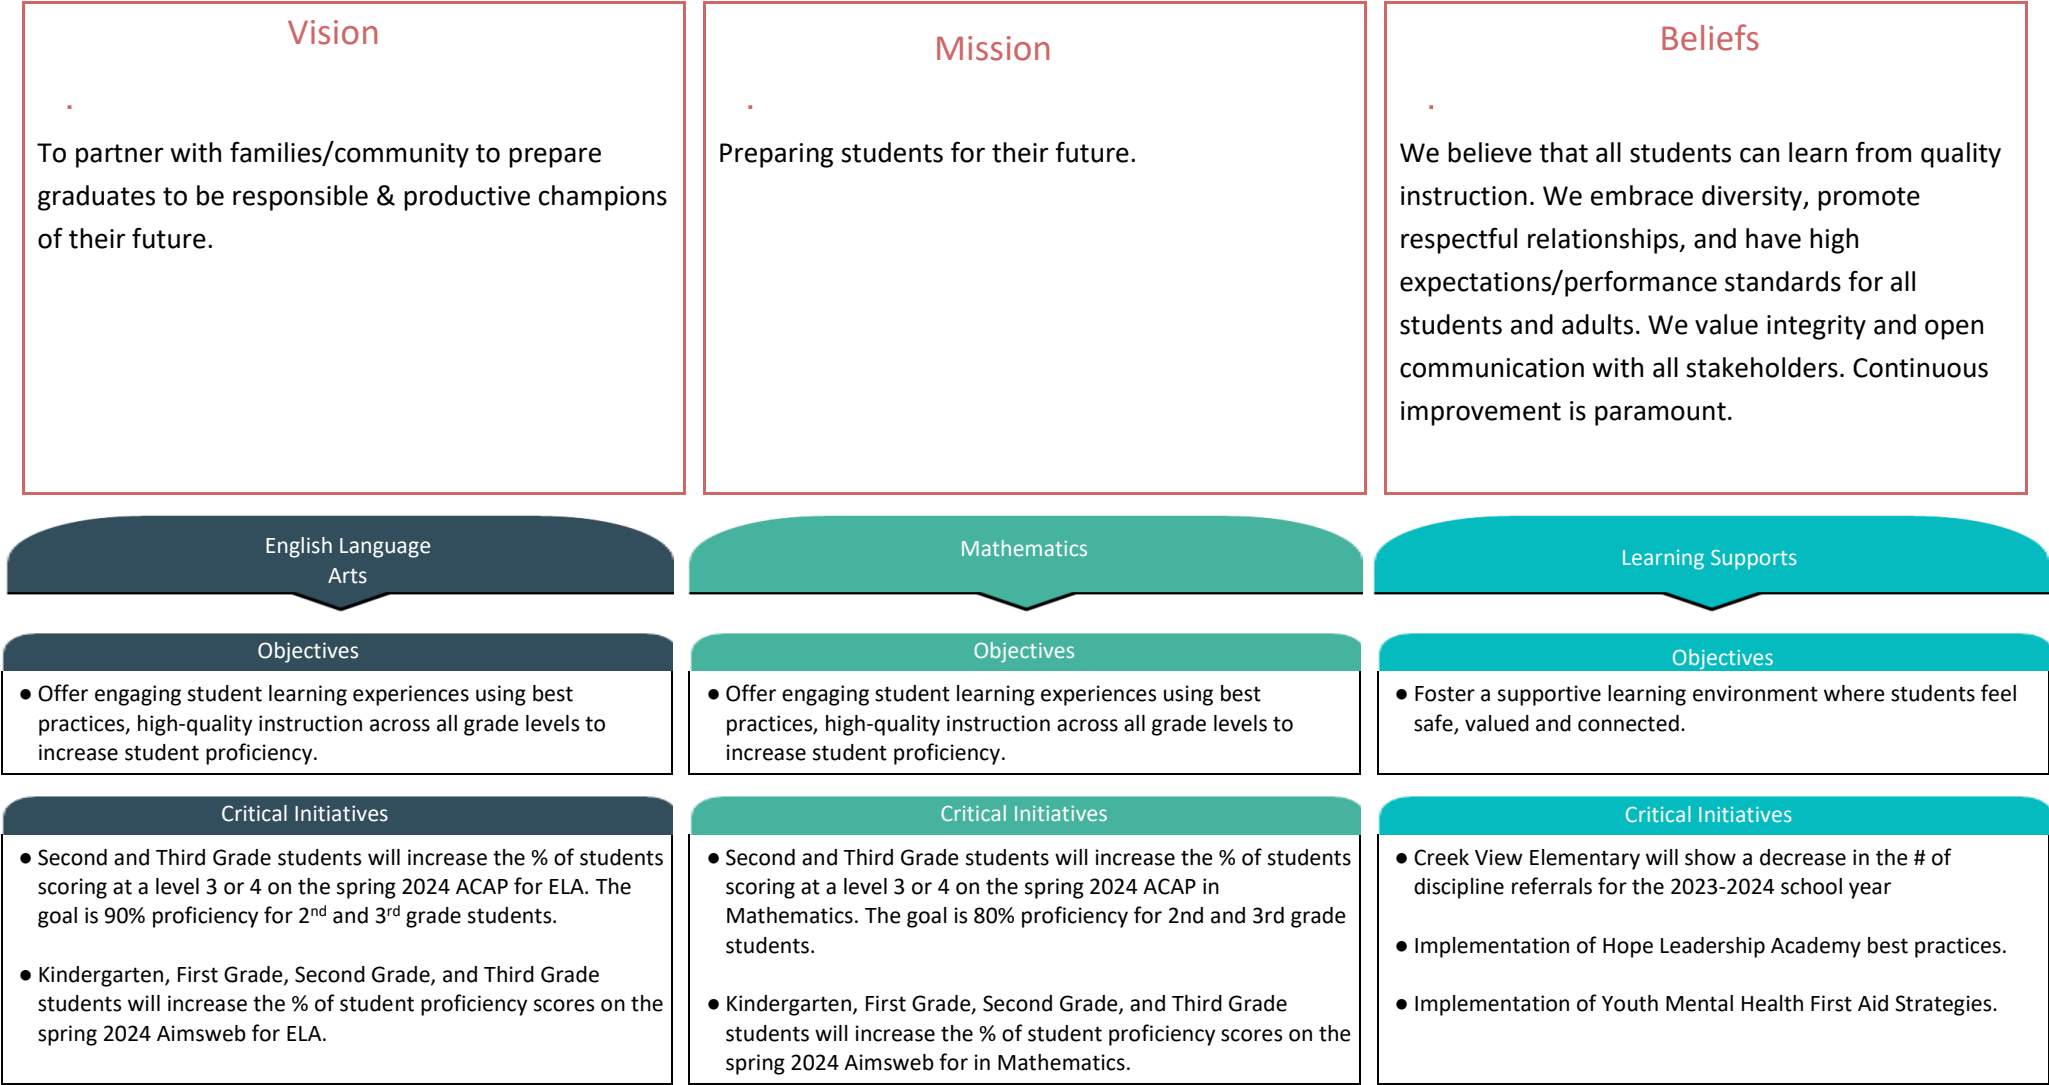 Vision
.
To partner with families/community to prepare
graduates to be responsible & productive champions
of their future.
Mission
.
Preparing students for their future.
Beliefs
.
We believe that all students can learn from quality
instruction. We embrace diversity, promote
respectful relationships, and have high
expectations/performance standards for all
students and adults. We value integrity and open
communication with all stakeholders. Continuous
improvement is paramount.
English Language
Arts
Objectives
● Offer engaging student learning experiences using best
practices, high-quality instruction across all grade levels to
increase student proficiency.
Critical Initiatives
● Second and Third Grade students will increase the % of students
scoring at a level 3 or 4 on the spring 2024 ACAP for ELA. The
goal is 90% proficiency for 2nd and 3rd grade students.
● Kindergarten, First Grade, Second Grade, and Third Grade
students will increase the % of student proficiency scores on the
spring 2024 Aimsweb for ELA.
Mathematics
Objectives
● Offer engaging student learning experiences using best
practices, high-quality instruction across all grade levels to
increase student proficiency.
Critical Initiatives
● Second and Third Grade students will increase the % of students
scoring at a level 3 or 4 on the spring 2024 ACAP in
Mathematics. The goal is 80% proficiency for 2nd and 3rd grade
students.
● Kindergarten, First Grade, Second Grade, and Third Grade
students will increase the % of student proficiency scores on the
spring 2024 Aimsweb for in Mathematics.
Learning Supports
Objectives
● Foster a supportive learning environment where students feel
safe, valued and connected.
Critical Initiatives
● Creek View Elementary will show a decrease in the # of
discipline referrals for the 2023-2024 school year
● Implementation of Hope Leadership Academy best practices.
● Implementation of Youth Mental Health First Aid Strategies.